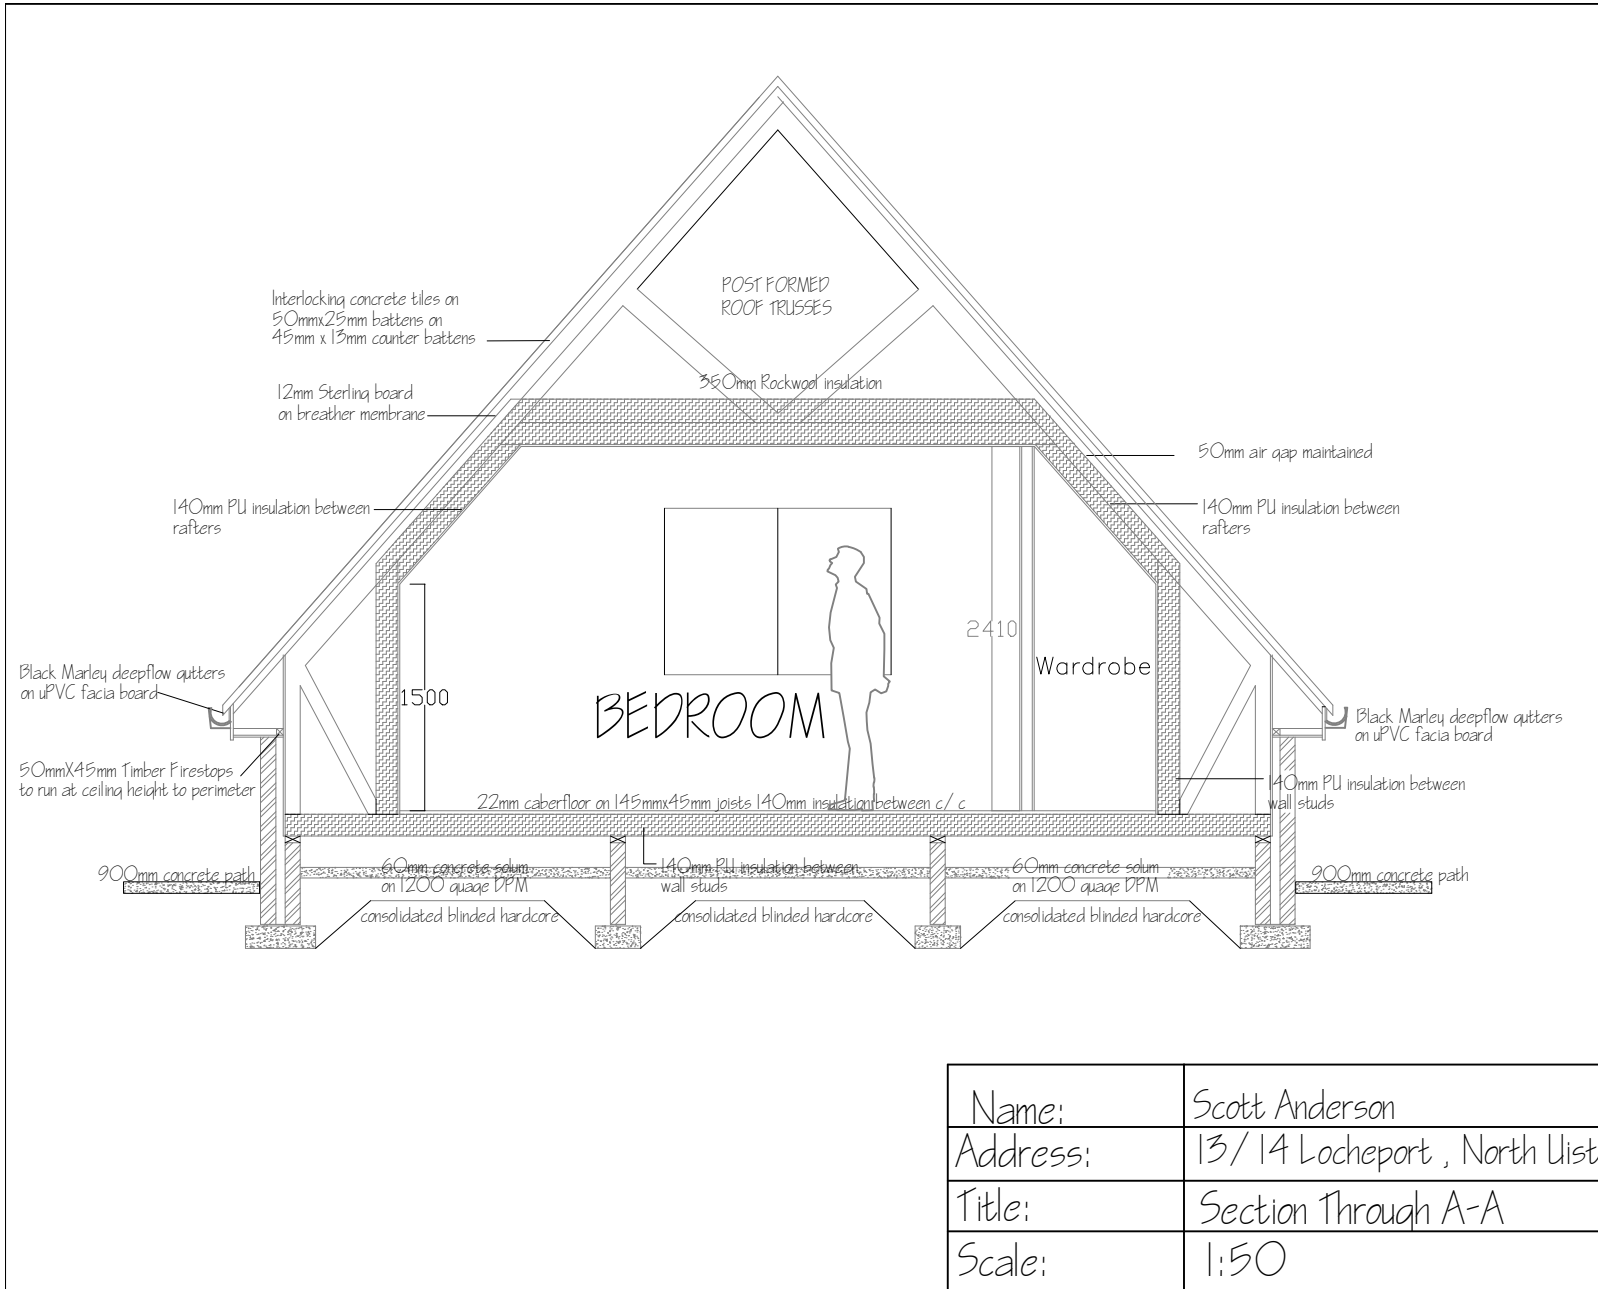 POST FORMED
ROOF TRUSSES
Interlocking concrete tiles on
50mmx25mm battens on
45mm x 13mm counter battens
350mm Rockwool insulation
12mm Sterling board
on breather membrane
50mm air gap maintained
140mm PU insulation between
rafters
140mm PU insulation between
rafters
2410
Wardrobe
Black Marley deepflow gutters
on uPVC facia board
1500
BEDROOM
Black Marley deepflow gutters
on uPVC facia board
50mmX45mm Timber Firestops
to run at ceiling height to perimeter
140mm PU insulation between
wall studs
22mm caberfloor on 145mmx45mm joists 140mm insulation between c/ c
900mm concrete path
60mm concrete solum
on 1200 guage DPM
140mm PU insulation between
wall studs
60mm concrete solum
on 1200 guage DPM
900mm concrete path
consolidated blinded hardcore
consolidated blinded hardcore
consolidated blinded hardcore
Name: Scott Anderson
Address: 13/ 14 Locheport , North Uist
Title: Section Through A-A
Scale: 1:50